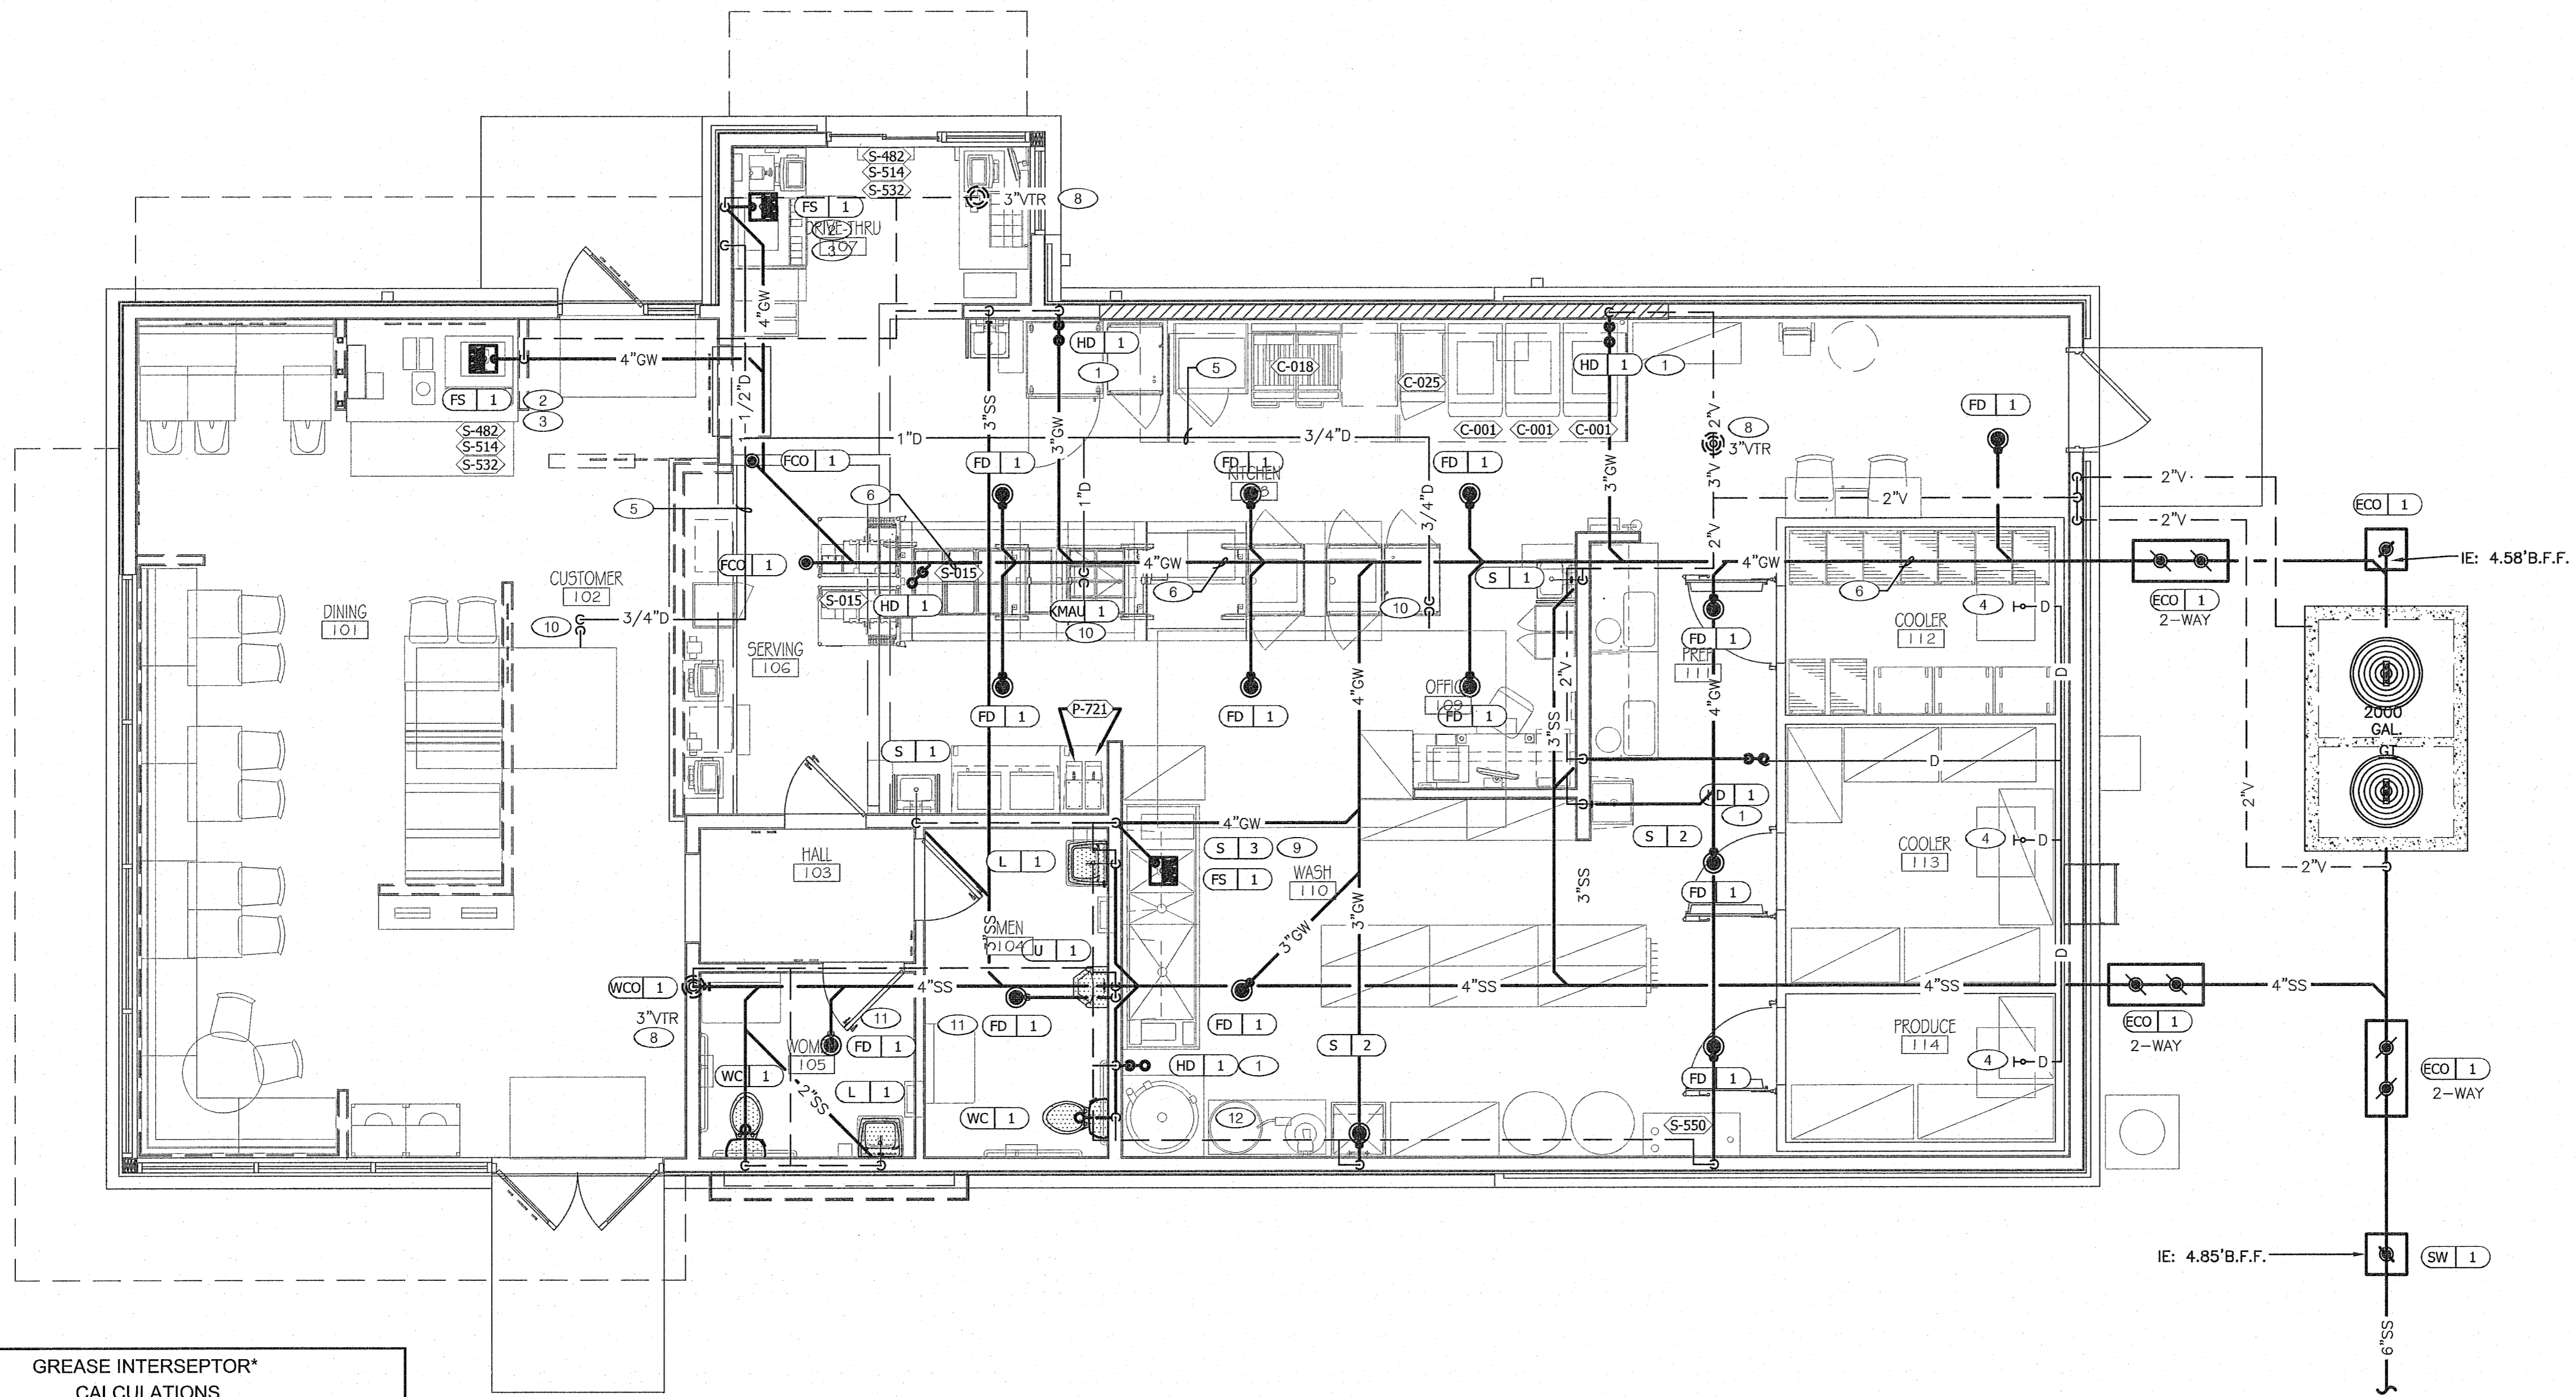 S-482
S-514
S-532
3"VTR 8
FS 1
2
DRIVE-THRU
107
3
4"GW
4"GW
FS 1 2
3
S-482
S-514
S-532
1/2"D
HD 1
1
5
C-018
C-025
HD 1 1
C-001 C-001 C-001
3"SS
3"GW
1"D
3/4"D
3"GW
2"V
8
3"VTR
3"V
FD 1
FCO 1
FD 1
FD 1
KITCHEN
FD 1
6
5
1"D
3/4"D
2"V
2"V
2"V
2"V
ECO 1
IE: 4.58'B.F.F.
FCO 1
S-015
4"GW
S 1
4"GW
6
6
ECO 1
2-WAY
S-015
HD 1
KMAU 1
10
10
4 D
COOLER
112
CUSTOMER
102
DINING
101
10
3/4"D
SERVING
106
FD 1
PREP
111
2"V
4"GW
OFFICE
109
4"GW
D
FD 1
P-721
FD 1
FD 1
3"SS
2000
GAL.
GT
S 1
D
HD 1
1
2"V
4"GW
S 3 9
S 2
HALL
103
L 1
FS 1
WASH
110
COOLER
113
4 D
2"V
3"SS
FD 1
3"SS
MEN
104
U 1
3"GW
3"GW
D
WCO 1
4"SS
4"SS
4"SS
4"SS
3"VTR
8
11
11
FD 1
FD 1
ECO 1
2-WAY
PRODUCE
114
WOMEN
105
FD 1
S 2
4 D
WC 1
HD 1 1
FD 1
ECO 1
2-WAY
2"SS
L 1
WC 1
12
S-550
IE: 4.85'B.F.F.
SW 1
6"SS
GREASE INTERSEPTOR*
CALCULATIONS